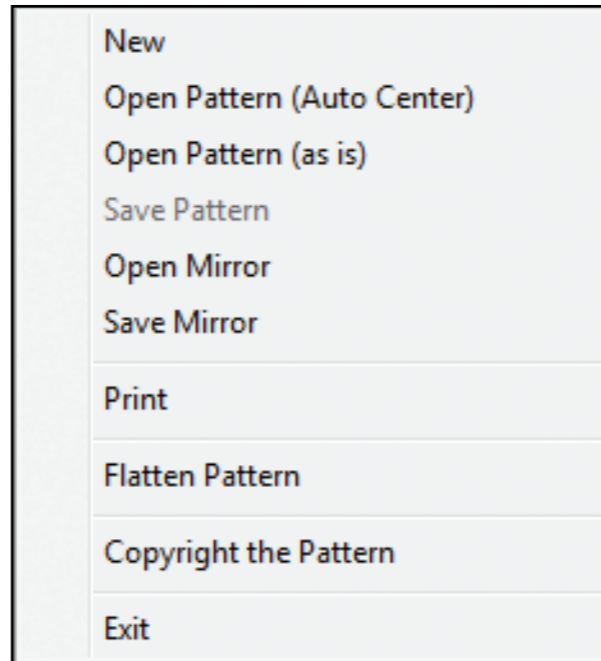 New
Open Pattern (Auto Center)
Open Pattern (as is)
Save Pattern
Open Mirror
Save Mirror
Print
Flatten Pattern
Copyright the Pattern
Exit